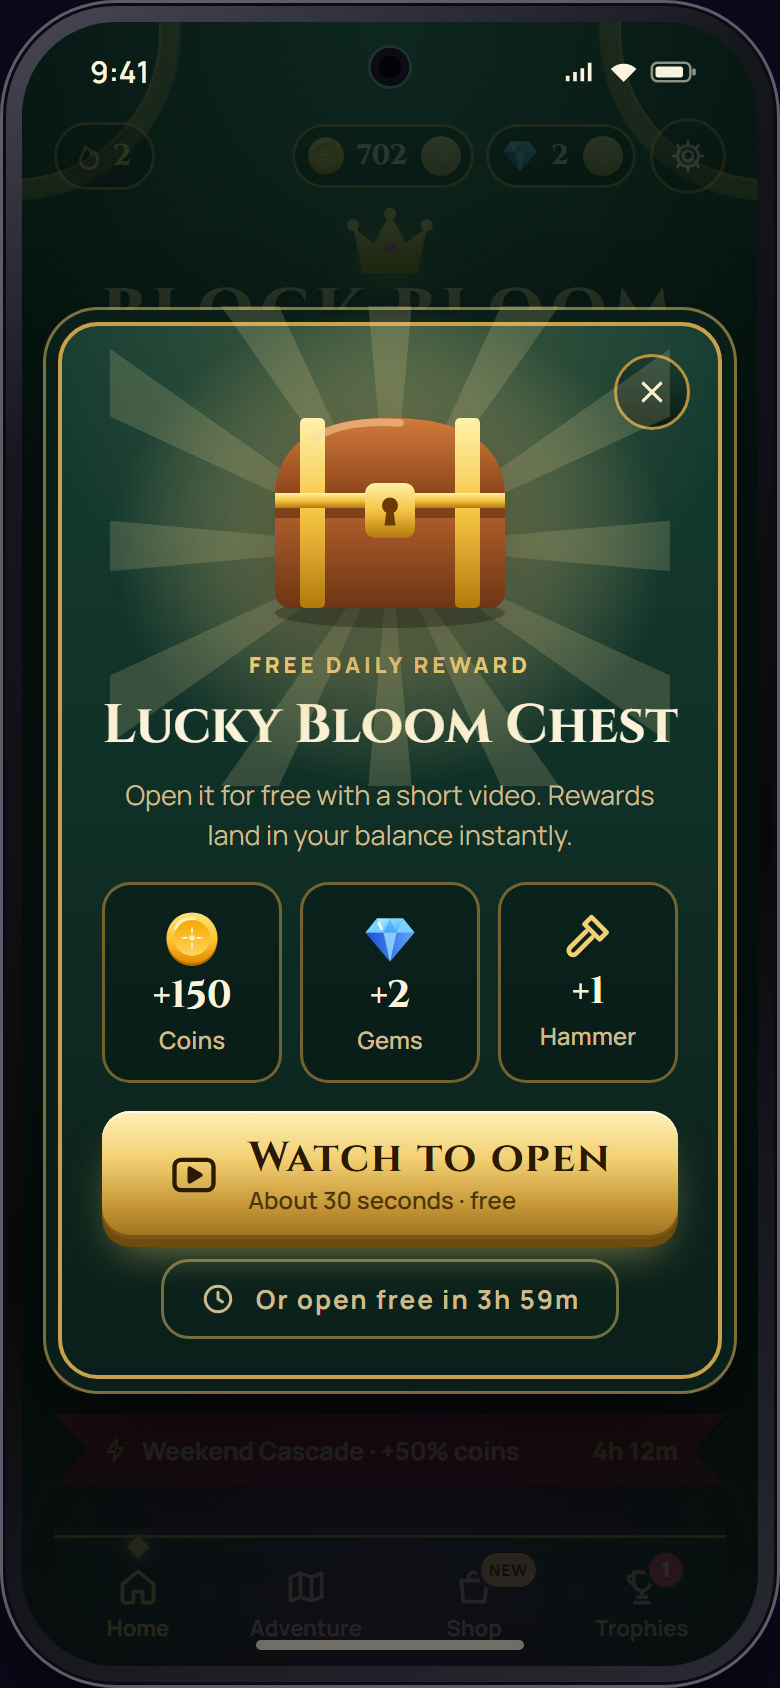 9:41
2
702
2
BLOCK BLOOM
FREE DAILY REWARD
Lucky Bloom Chest
Open it for free with a short video. Rewards
land in your balance instantly.
+150
Coins
+2
Gems
+1
Hammer
Watch to open
About 30 seconds · free
Or open free in 3h 59m
Weekend Cascade · +50% coins
4h 12m
NEW
1
Home
Adventure
Shop
Trophies